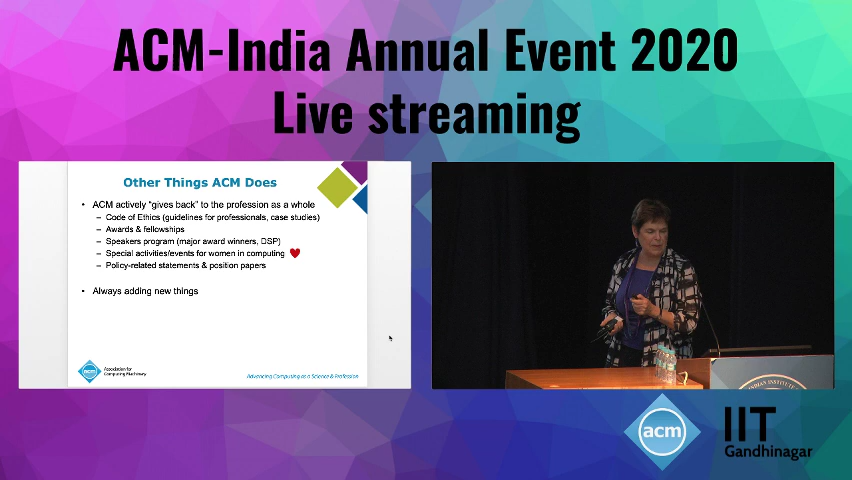 ACM-India Annual Event 2020
Live streaming
Other Things ACM Does
• ACM actively “gives back” to the profession as a whole
– Code of Ethics (guidelines for professionals, case studies)
– Awards & fellowships
– Speakers program (major award winners, DSP)
– Special activities/events for women in computing
– Policy-related statements & position papers
• Always adding new things
acm
Association for
Computing Machinery
Advancing Computing as a Science & Profession
INDIAN INSTITUTE
acm
IIT
Gandhinagar